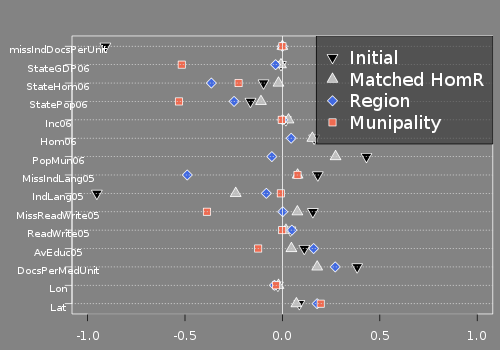 missIndDocsPerUnit
StateGDP06
StateHom06
StatePop06
Inc06
Hom06
PopMun06
MissIndLang05
IndLang05
MissReadWrite05
ReadWrite05
AvEduc05
DocsPerMedUnit
Lon
Lat
Initial
Matched HomR
Region
Munipality
-1.0 -0.5 0.0 0.5 1.0